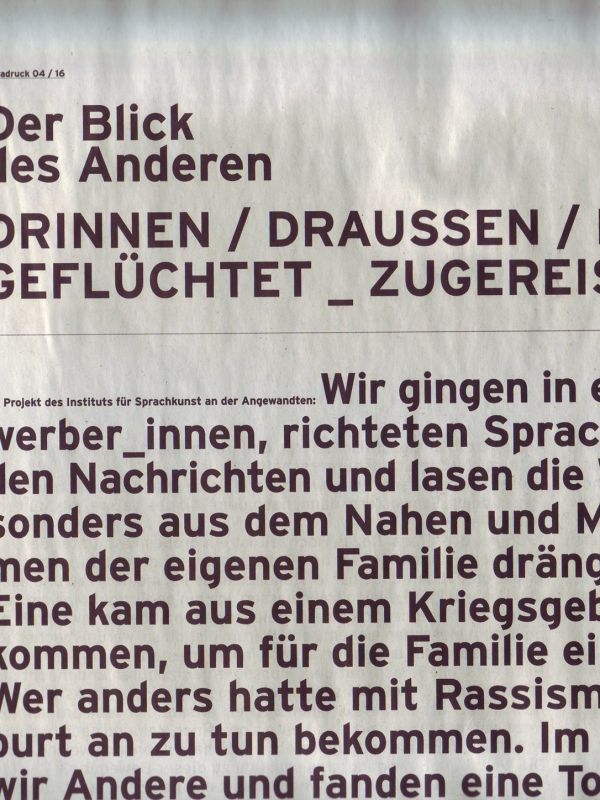 adruck 04 / 16
Der Blick
des Anderen
DRINNEN / DRAUSSEN /
GEFLÜCHTET _ ZUGEREIS
Projekt des Instituts für Sprachkunst an der Angewandten: Wir gingen in e
werber_innen, richteten Sprac
den Nachrichten und lasen die
sonders aus dem Nahen und M
men der eigenen Familie dräng
Eine kam aus einem Kriegsgeb
kommen, um für die Familie ei
Wer anders hatte mit Rassism
burt an zu tun bekommen. Im
wir Andere und fanden eine To